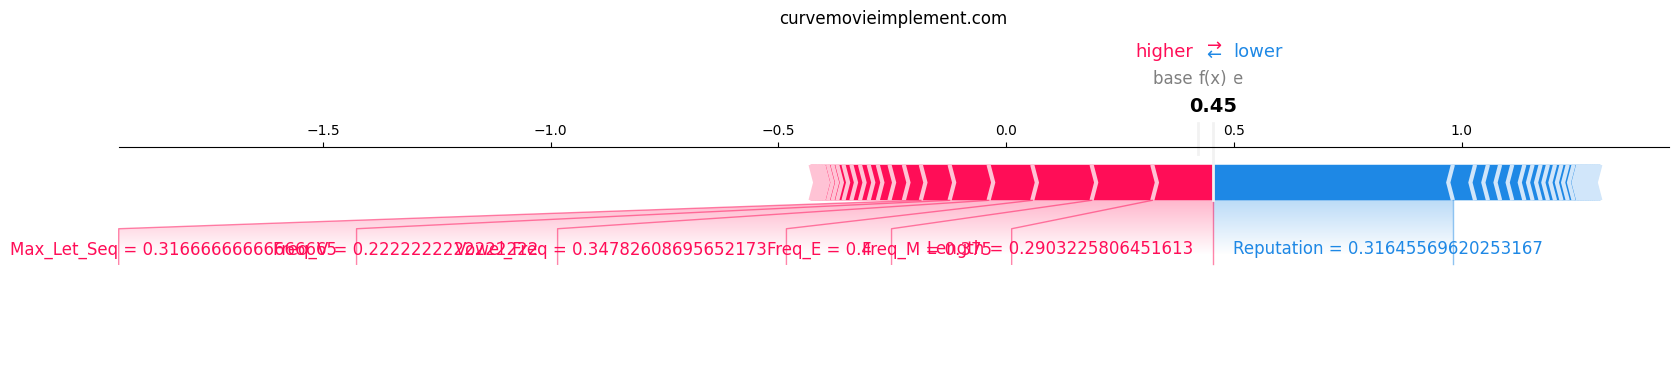 curvemovieimplement.com
higher ⇄ lower
base f(x) e
0.45
-1.5 -1.0 -0.5 0.0 0.5 1.0
Max_Let_Seq = 0.31666666666666665 Freq_V = 0.2222222222222222 Vowel_Freq = 0.34782608695652173 Freq_E = 0.4 Freq_M = 0.375 Length = 0.2903225806451613 Reputation = 0.31645569620253167